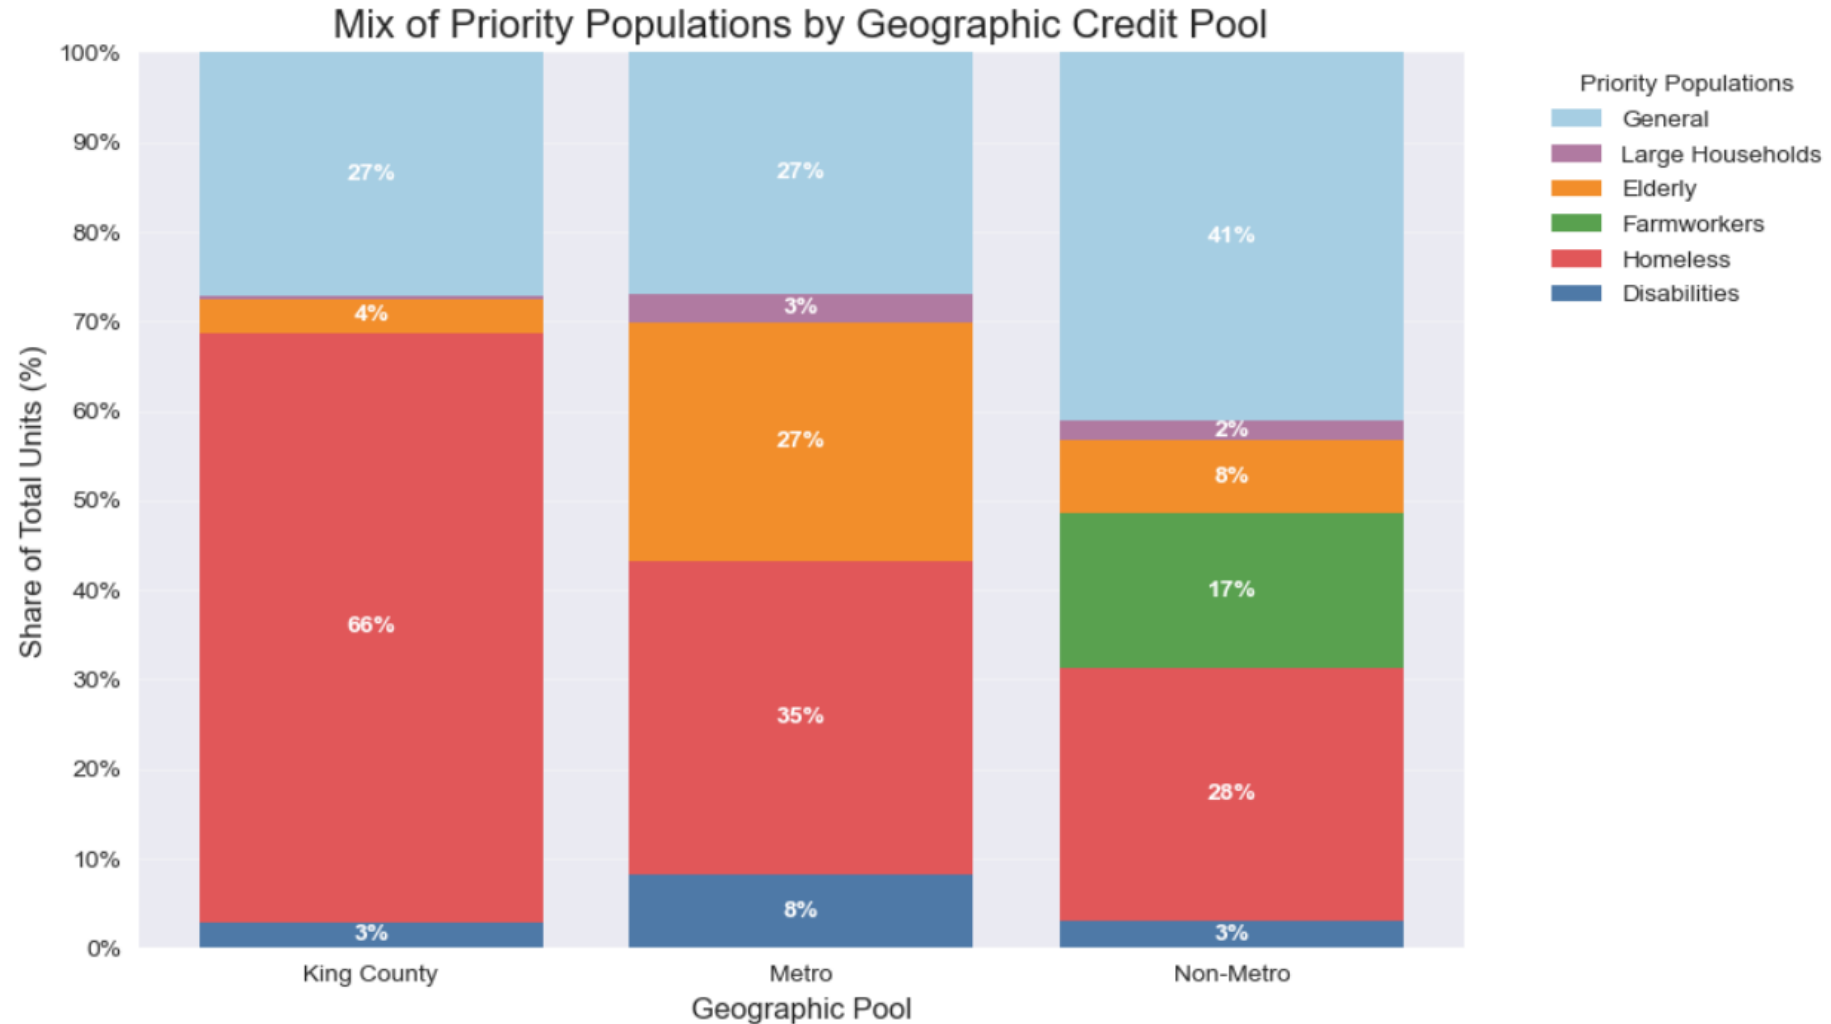 Mix of Priority Populations by Geographic Credit Pool
Share of Total Units (%)
100%
90%
80%
70%
60%
50%
40%
30%
20%
10%
0%
27%
4%
66%
3%
27%
3%
27%
35%
8%
41%
2%
8%
17%
28%
3%
King County
Metro
Non-Metro
Geographic Pool
Priority Populations
General
Large Households
Elderly
Farmworkers
Homeless
Disabilities